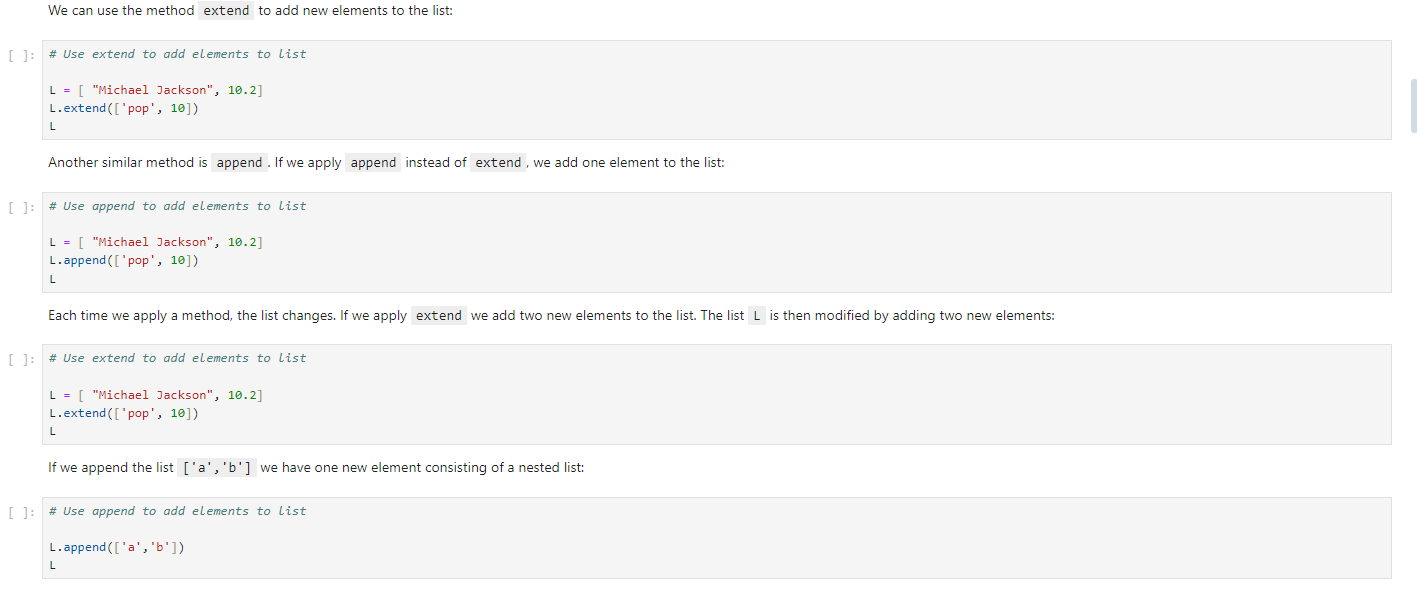 We can use the method extend to add new elements to the list:
[ ]: # Use extend to add elements to list
L = [ "Michael Jackson", 10.2]
L.extend(['pop', 10])
L
Another similar method is append . If we apply append instead of extend , we add one element to the list:
[ ]: # Use append to add elements to list
L = [ "Michael Jackson", 10.2]
L.append(['pop', 10])
L
Each time we apply a method, the list changes. If we apply extend we add two new elements to the list. The list L is then modified by adding two new elements:
[ ]: # Use extend to add elements to list
L = [ "Michael Jackson", 10.2]
L.extend(['pop', 10])
L
If we append the list ['a','b'] we have one new element consisting of a nested list:
[ ]: # Use append to add elements to list
L.append(['a','b'])
L